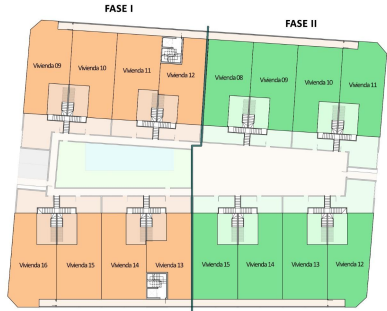 FASE I
FASE II
Vivienda 09
Vivienda 10
Vivienda 11
Vivienda 12
Vivienda 08
Vivienda 09
Vivienda 10
Vivienda 11
Vivienda 16
Vivienda 15
Vivienda 14
Vivienda 13
Vivienda 15
Vivienda 14
Vivienda 13
Vivienda 12